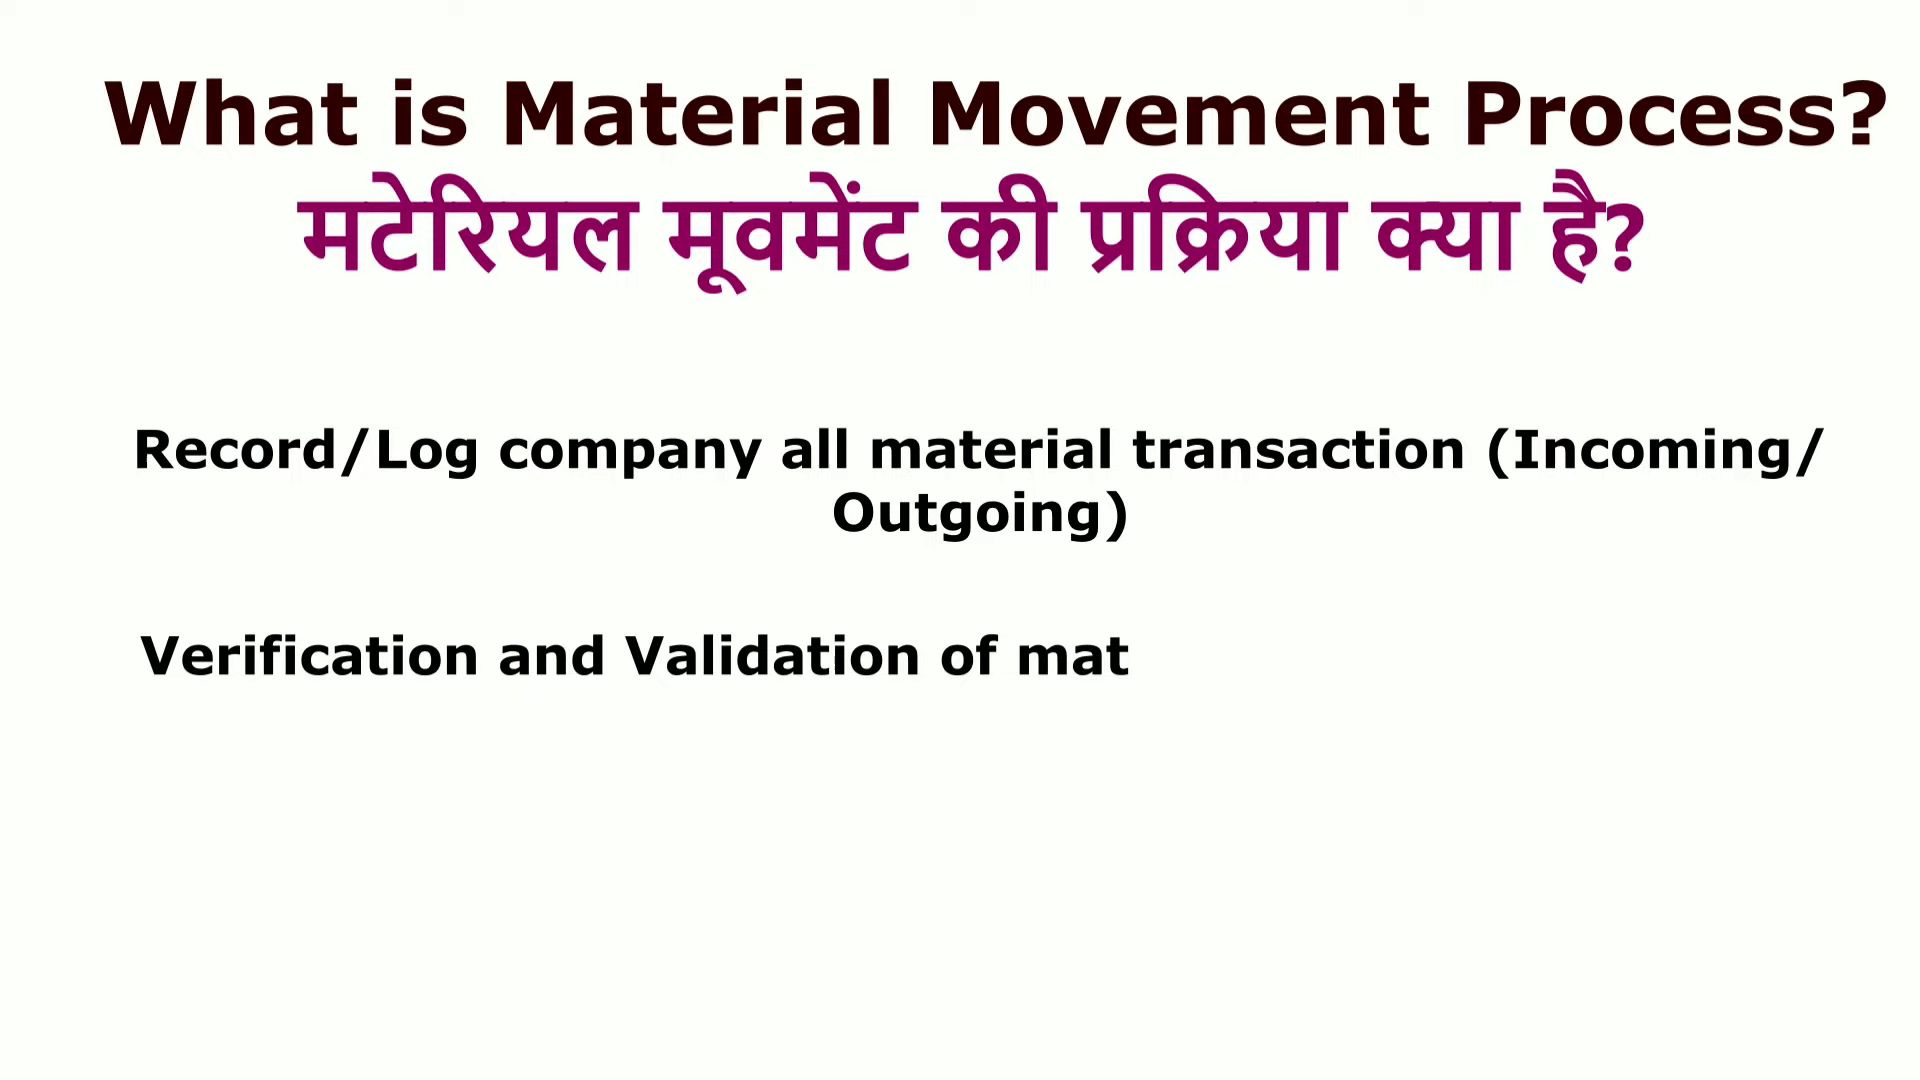 What is Material Movement Process?
मटेरियल मूवमेंट की प्रक्रिया क्या है?
Record/Log company all material transaction (Incoming/
Outgoing)
Verification and Validation of mat